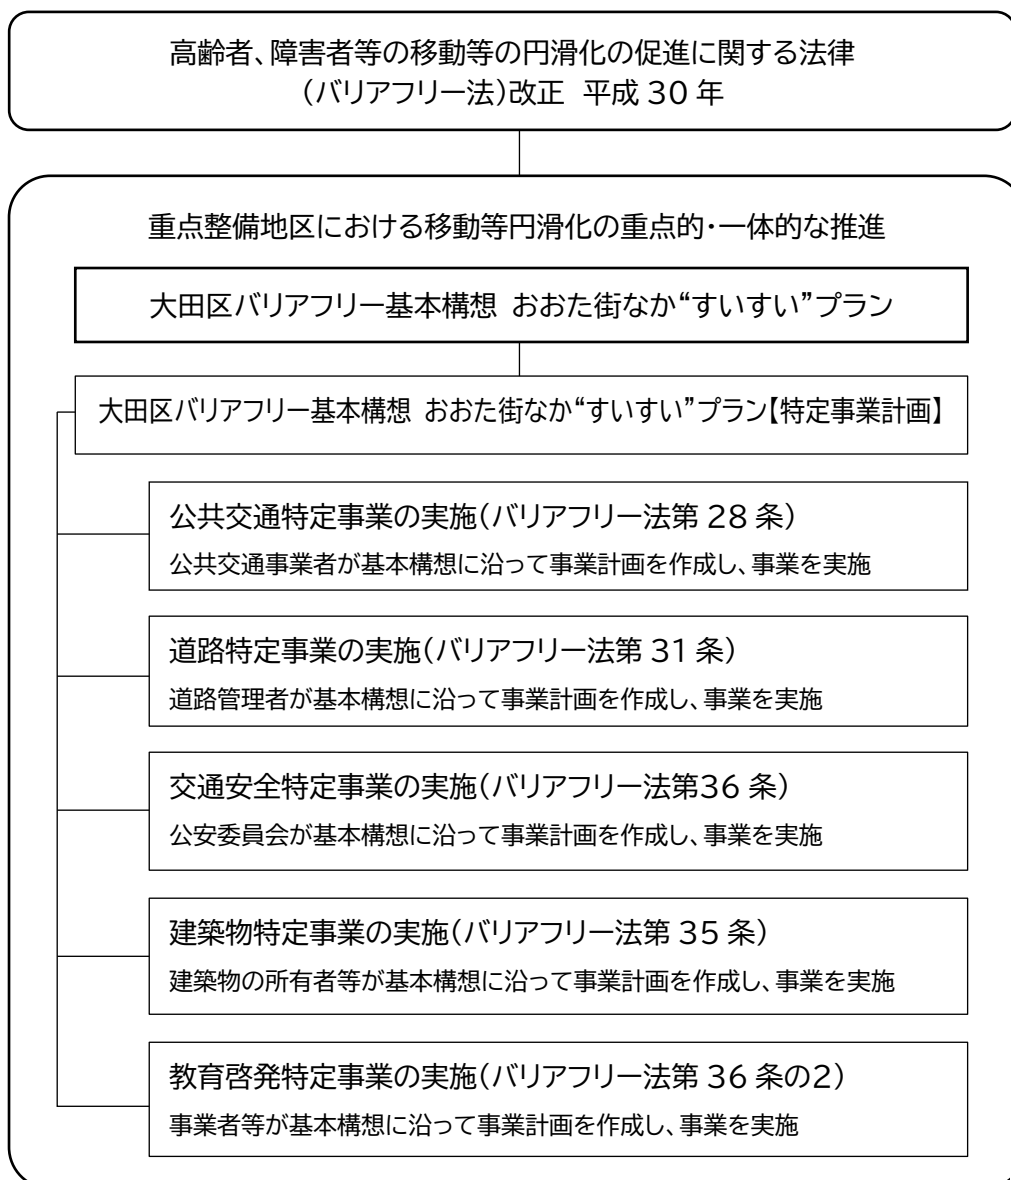 高齢者、障害者等の移動等の円滑化の促進に関する法律
（バリアフリー法）改正 平成 30 年
重点整備地区における移動等円滑化の重点的・一体的な推進
大田区バリアフリー基本構想 おおた街なか“すいすい”プラン
大田区バリアフリー基本構想 おおた街なか“すいすい”プラン【特定事業計画】
公共交通特定事業の実施（バリアフリー法第 28 条）
公共交通事業者が基本構想に沿って事業計画を作成し、事業を実施
道路特定事業の実施（バリアフリー法第 31 条）
道路管理者が基本構想に沿って事業計画を作成し、事業を実施
交通安全特定事業の実施（バリアフリー法第36 条）
公安委員会が基本構想に沿って事業計画を作成し、事業を実施
建築物特定事業の実施（バリアフリー法第 35 条）
建築物の所有者等が基本構想に沿って事業計画を作成し、事業を実施
教育啓発特定事業の実施（バリアフリー法第 36 条の2）
事業者等が基本構想に沿って事業計画を作成し、事業を実施